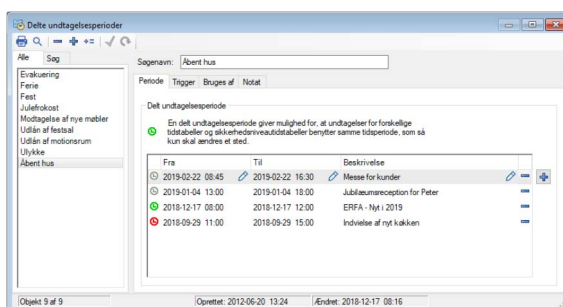 Delte undtagelsesperioder
Alle Søg
Evakuering
Ferie
Fest
Julefrokost
Modtagelse af nye møbler
Udlån af festsal
Udlån af motionsrum
Ulykke
Åbent hus
Søgenavn: Åbent hus
Periode Trigger Bruges af Notat
Delt undtagelsesperiode
En delt undtagelsesperiode giver mulighed for, at undtagelser for forskellige
tidstabeller og sikkerhedsniveautidstabeller benytter samme tidsperiode, som så
kun skal ændres et sted.
Fra Til Beskrivelse
2019-02-22 08:45 2019-02-22 16:30 Messe for kunder
2019-01-04 13:00 2019-01-04 18:00 Jubilæumsreception for Peter
2018-12-17 08:00 2018-12-17 12:00 ERFA - Nyt i 2019
2018-09-29 11:00 2018-09-29 15:00 Indvielse af nyt køkken
Objekt 9 af 9 Oprettet: 2012-06-20 13:24 Ændret: 2018-12-17 08:16